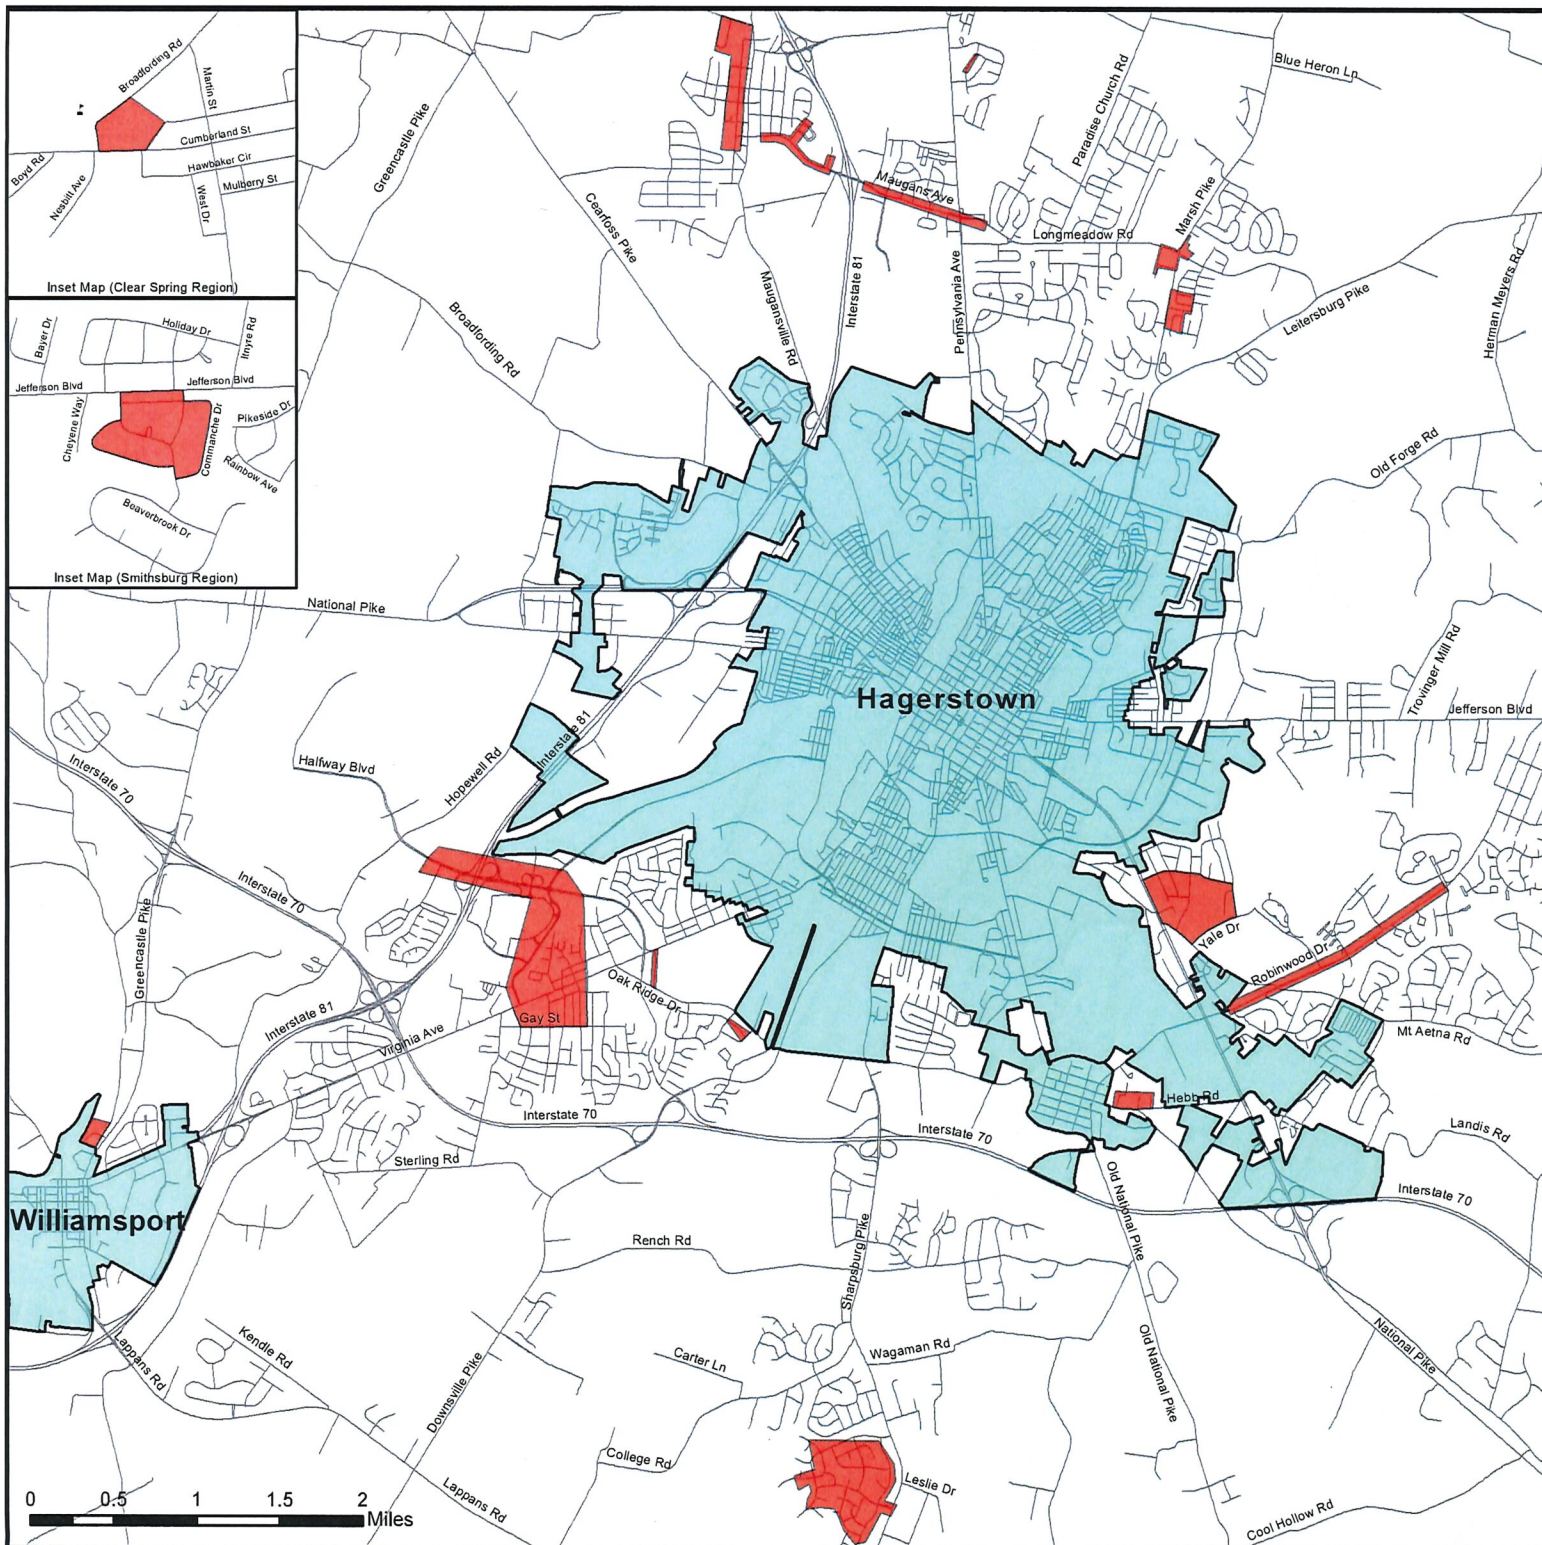 Broadfording Rd
Martin St
Cumberland St
Boyd Rd
Hawbaker Cir
Nesbitt Ave
West Dr
Mulberry St
Inset Map (Clear Spring Region)
Bayer Dr
Holiday Dr
Itnyre Rd
Jefferson Blvd
Jefferson Blvd
Cheyene Way
Commanche Dr
Pikeside Dr
Rainbow Ave
Beaverbrook Dr
Inset Map (Smithsburg Region)
Greencastle Pike
Blue Heron Ln
Paradise Church Rd
Maugans Ave
Marsh Pike
Cearfoss Pike
Longmeadow Rd
Maugansville Rd
Interstate 81
Pennsylvania Ave
Leitersburg Pike
Herman Meyers Rd
Broadfording Rd
Old Forge Rd
National Pike
Trovinger Mill Rd
Hagerstown
Jefferson Blvd
Interstate 81
Halfway Blvd
Hopewell Rd
Interstate 70
Interstate 70
Greencastle Pike
Yale Dr
Robinwood Dr
Oak Ridge Dr
Gay St
Interstate 81
Virginia Ave
Mt Aetna Rd
Hebb Rd
Interstate 70
Interstate 70
Landis Rd
Sterling Rd
Old National Pike
Interstate 70
Williamsport
Rench Rd
Sharpsburg Pike
Lappans Rd
Kendle Rd
Downsville Pike
Carter Ln
Wagaman Rd
Old National Pike
National Pike
College Rd
Lappans Rd
Leslie Dr
Cool Hollow Rd
0 0.5 1 1.5 2
Miles